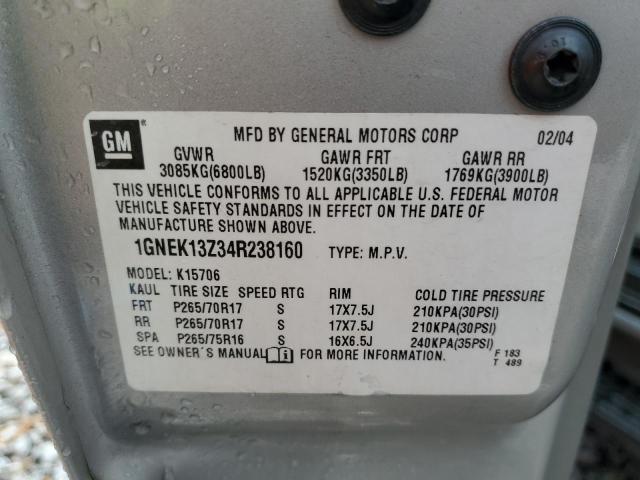 GM ®
MFD BY GENERAL MOTORS CORP 02/04
GVWR GAWR FRT GAWR RR
3085KG(6800LB) 1520KG(3350LB) 1769KG(3900LB)
THIS VEHICLE CONFORMS TO ALL APPLICABLE U.S. FEDERAL MOTOR
VEHICLE SAFETY STANDARDS IN EFFECT ON THE DATE OF
MANUFACTURE SHOWN ABOVE.
1GNEK13Z34R238160 TYPE: M.P.V.
MODEL: K15706
KAUL TIRE SIZE SPEED RTG RIM COLD TIRE PRESSURE
FRT P265/70R17 S 17X7.5J 210KPA(30PSI)
RR P265/70R17 S 17X7.5J 210KPA(30PSI)
SPA P265/75R16 S 16X6.5J 240KPA(35PSI)
SEE OWNER'S MANUAL i FOR MORE INFORMATION.
F 183
T 489